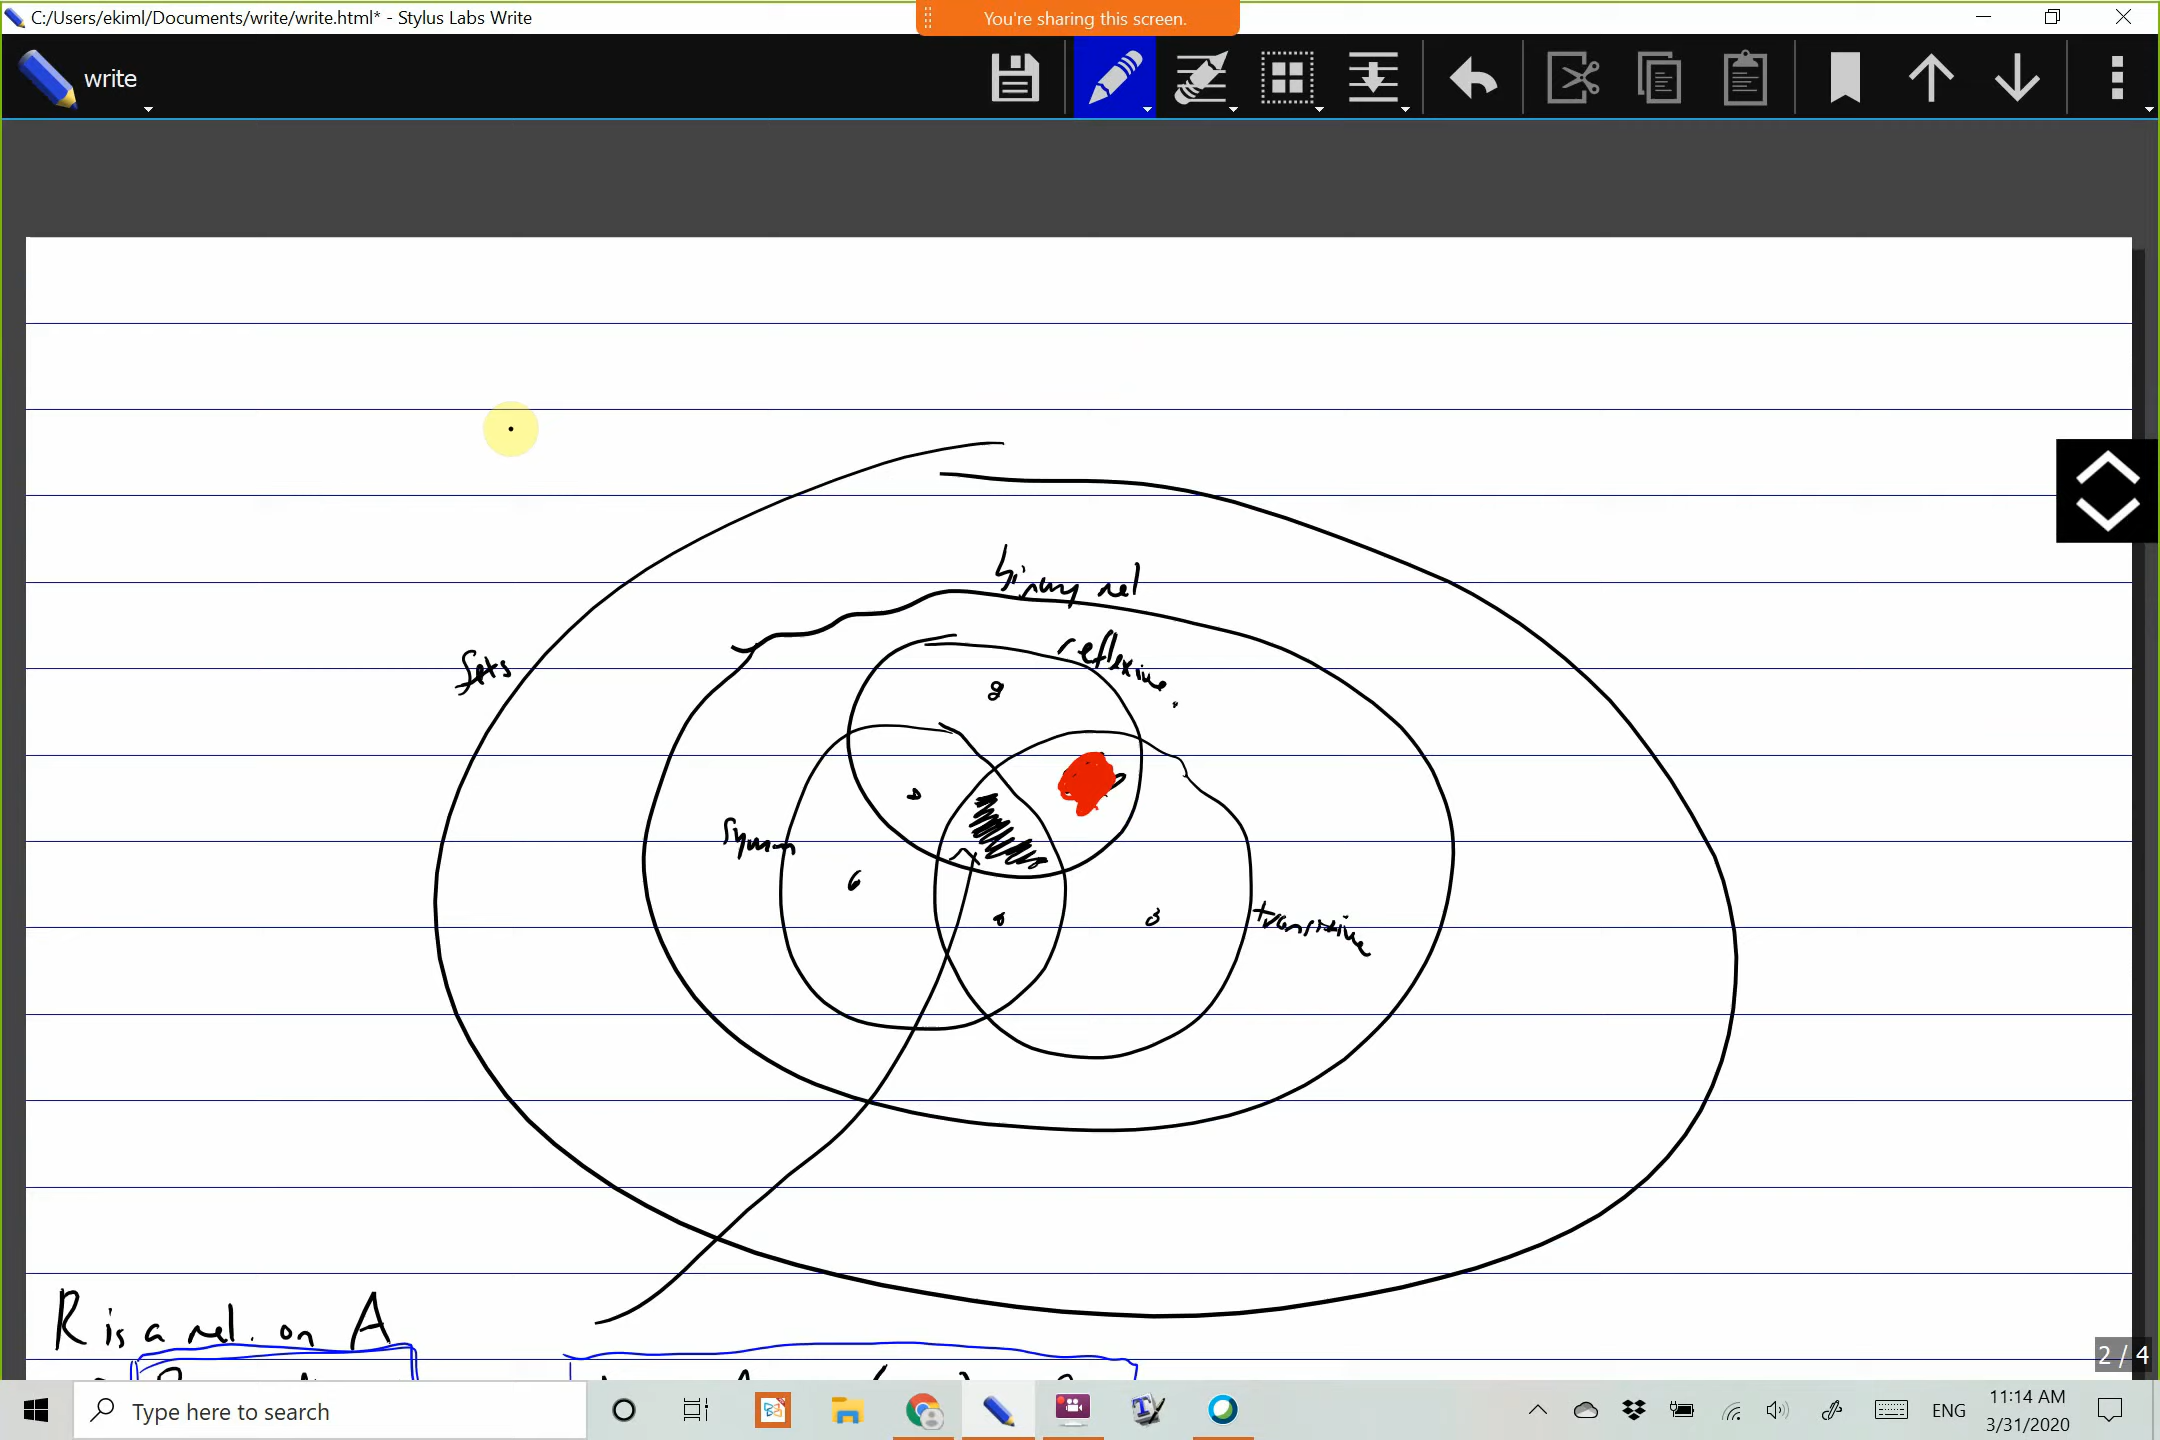 C:/Users/ekiml/Documents/write/write.html* - Stylus Labs Write
You're sharing this screen.
write
binary rel
reflexive.
sets
symm
transitive
R is a rel. on A
2 / 4
Type here to search
ENG
11:14 AM
3/31/2020